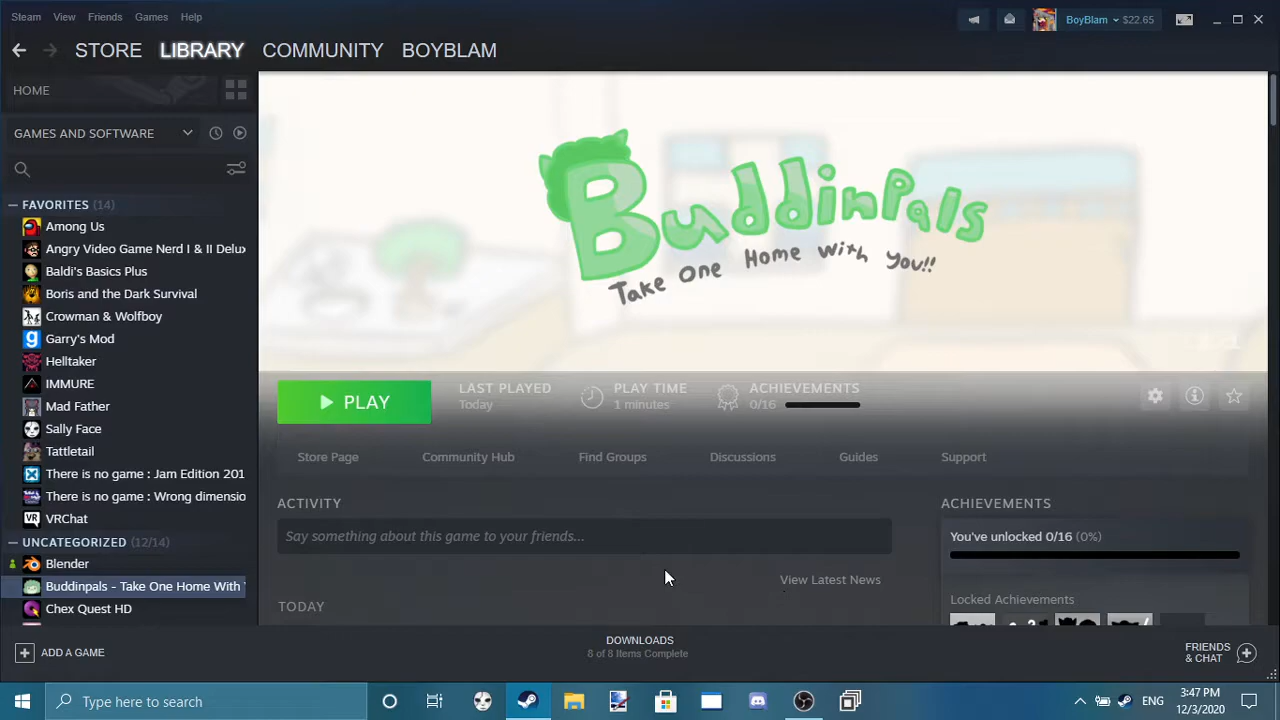 Steam View Friends Games Help
BoyBlam $22.65
STORE LIBRARY COMMUNITY BOYBLAM
HOME
GAMES AND SOFTWARE
FAVORITES (14)
Among Us
Angry Video Game Nerd I & II Delux
Baldi's Basics Plus
Boris and the Dark Survival
Crowman & Wolfboy
Garry's Mod
Helltaker
IMMURE
Mad Father
Sally Face
Tattletail
There is no game : Jam Edition 201
There is no game : Wrong dimensio
VRChat
UNCATEGORIZED (12/14)
Blender
Buddinpals - Take One Home With
Chex Quest HD
BuddinPals
Take One Home With You!!
PLAY
LAST PLAYED
Today
PLAY TIME
1 minutes
ACHIEVEMENTS
0/16
Store Page Community Hub Find Groups Discussions Guides Support
ACTIVITY
Say something about this game to your friends...
View Latest News
TODAY
ACHIEVEMENTS
You've unlocked 0/16 (0%)
Locked Achievements
ADD A GAME
DOWNLOADS
8 of 8 Items Complete
FRIENDS
& CHAT
Type here to search
ENG
3:47 PM
12/3/2020